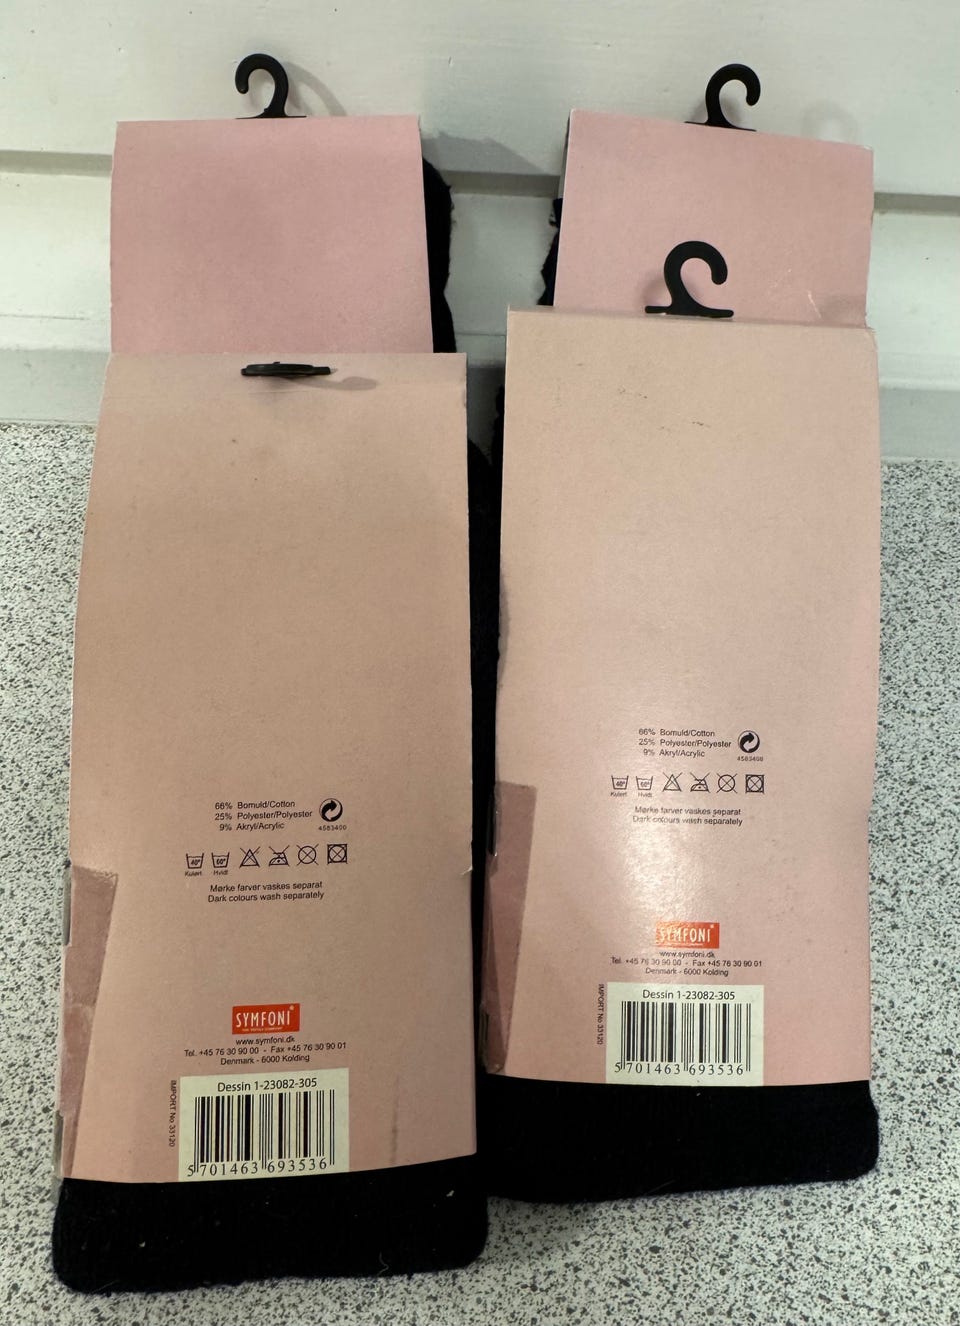 66% Bomuld/Cotton
25% Polyester/Polyester
9% Akryl/Acrylic
4583400
40° 60°
Kulørt Hvidt
Mørke farver vaskes separat
Dark colours wash separately
SYMFONI
www.symfoni.dk
Tel. +45 76 30 90 00 - Fax +45 76 30 90 01
Denmark - 6000 Kolding
IMPORT No 33120
Dessin 1-23082-305
5 701463 693536
66% Bomuld/Cotton
25% Polyester/Polyester
9% Akryl/Acrylic
4583400
40° 60°
Kulørt Hvidt
Mørke farver vaskes separat
Dark colours wash separately
SYMFONI
www.symfoni.dk
Tel. +45 76 30 90 00 - Fax +45 76 30 90 01
Denmark - 6000 Kolding
IMPORT No 33120
Dessin 1-23082-305
5 701463 693536